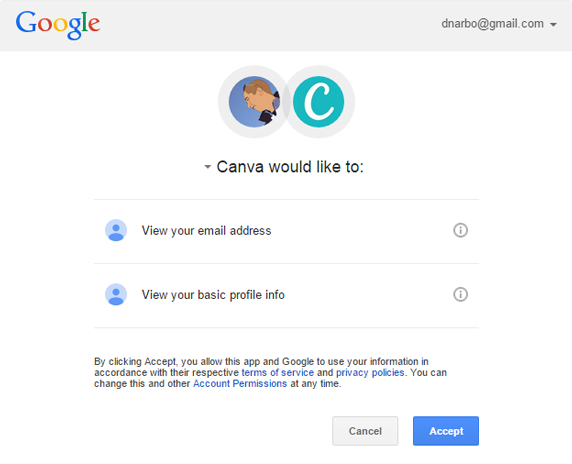 Google
dnarbo@gmail.com
C
Canva would like to:
View your email address
View your basic profile info
By clicking Accept, you allow this app and Google to use your information in
accordance with their respective terms of service and privacy policies. You can
change this and other Account Permissions at any time.
Cancel
Accept